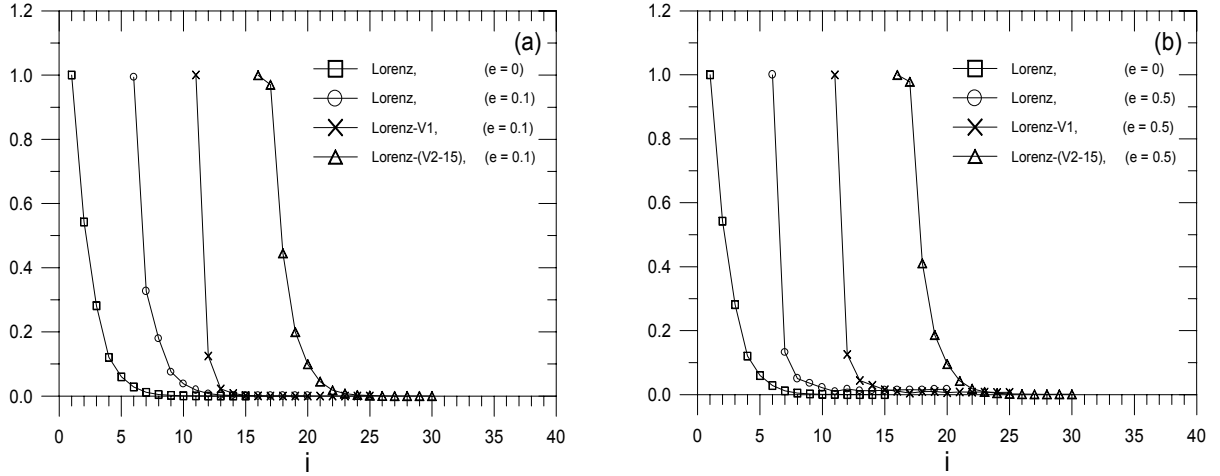 1.2
(a)
1.0
Lorenz, (e = 0)
Lorenz, (e = 0.1)
0.8
Lorenz-V1, (e = 0.1)
Lorenz-(V2-15), (e = 0.1)
0.6
0.4
0.2
0.0
0 5 10 15 20 25 30 35 40
i
1.2
(b)
1.0
Lorenz, (e = 0)
Lorenz, (e = 0.5)
0.8
Lorenz-V1, (e = 0.5)
Lorenz-(V2-15), (e = 0.5)
0.6
0.4
0.2
0.0
0 5 10 15 20 25 30 35 40
i